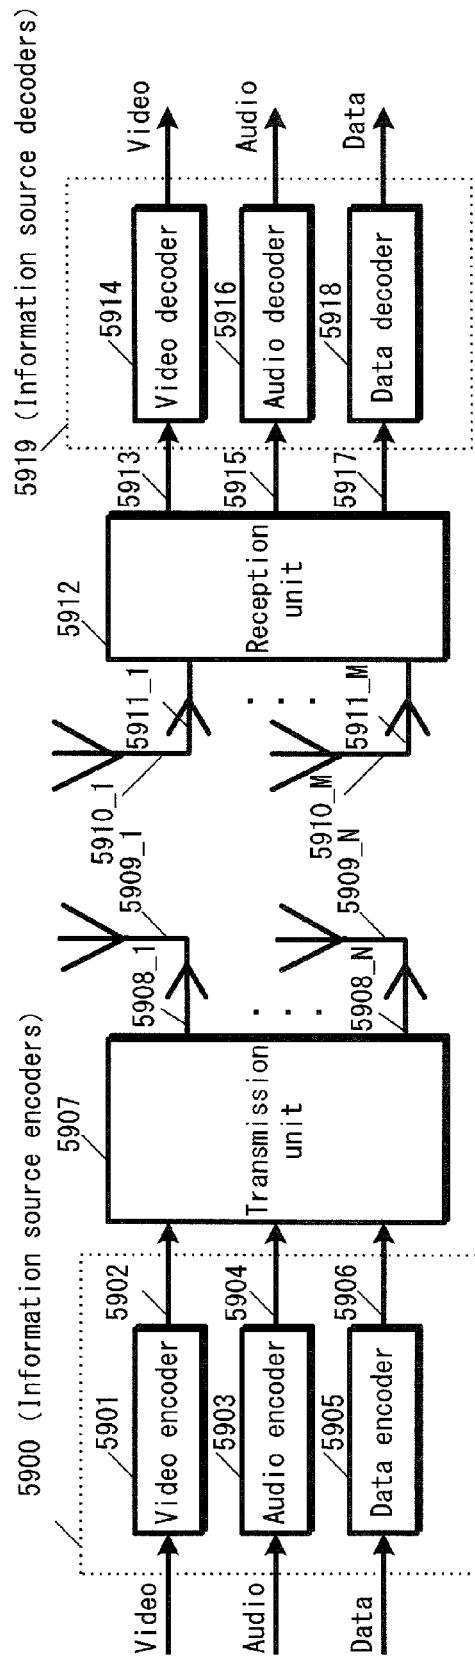 5900 (Information source encoders)
Video
5901
Video encoder
5902
Audio
5903
Audio encoder
5904
Data
5905
Data encoder
5906
5907
Transmission
unit
5908_1
5909_1
. . .
5908_N
5909_N
5910_1
5911_1
. . .
5910_M
5911_M
5912
Reception
unit
5919 (Information source decoders)
5913
5914
Video decoder
Video
5915
5916
Audio decoder
Audio
5917
5918
Data decoder
Data